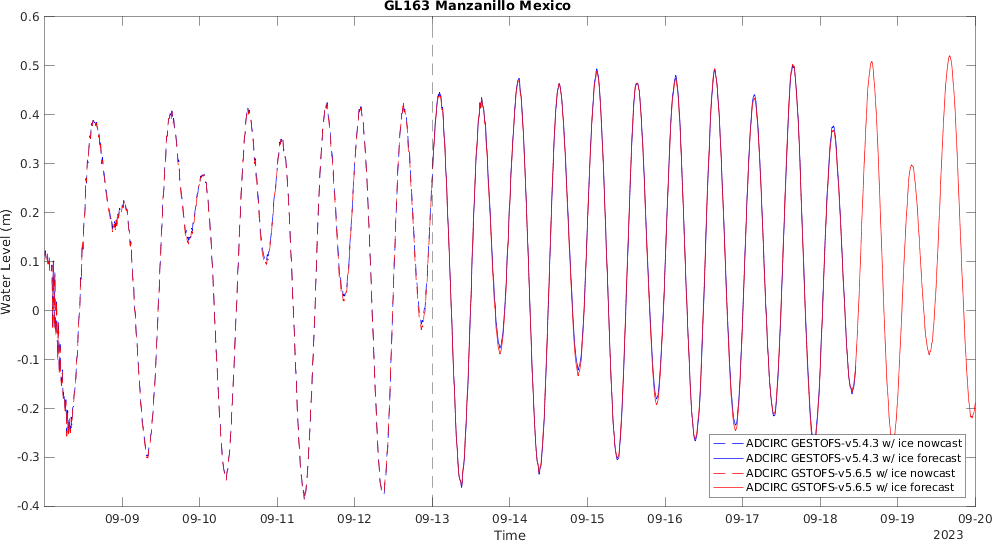 GL163 Manzanillo Mexico
0.6
0.5
0.4
0.3
0.2
0.1
0
-0.1
-0.2
-0.3
-0.4
Water Level (m)
ADCIRC GESTOFS-v5.4.3 w/ ice nowcast
ADCIRC GESTOFS-v5.4.3 w/ ice forecast
ADCIRC GSTOFS-v5.6.5 w/ ice nowcast
ADCIRC GSTOFS-v5.6.5 w/ ice forecast
09-09 09-10 09-11 09-12 09-13 09-14 09-15 09-16 09-17 09-18 09-19 09-20
Time
2023